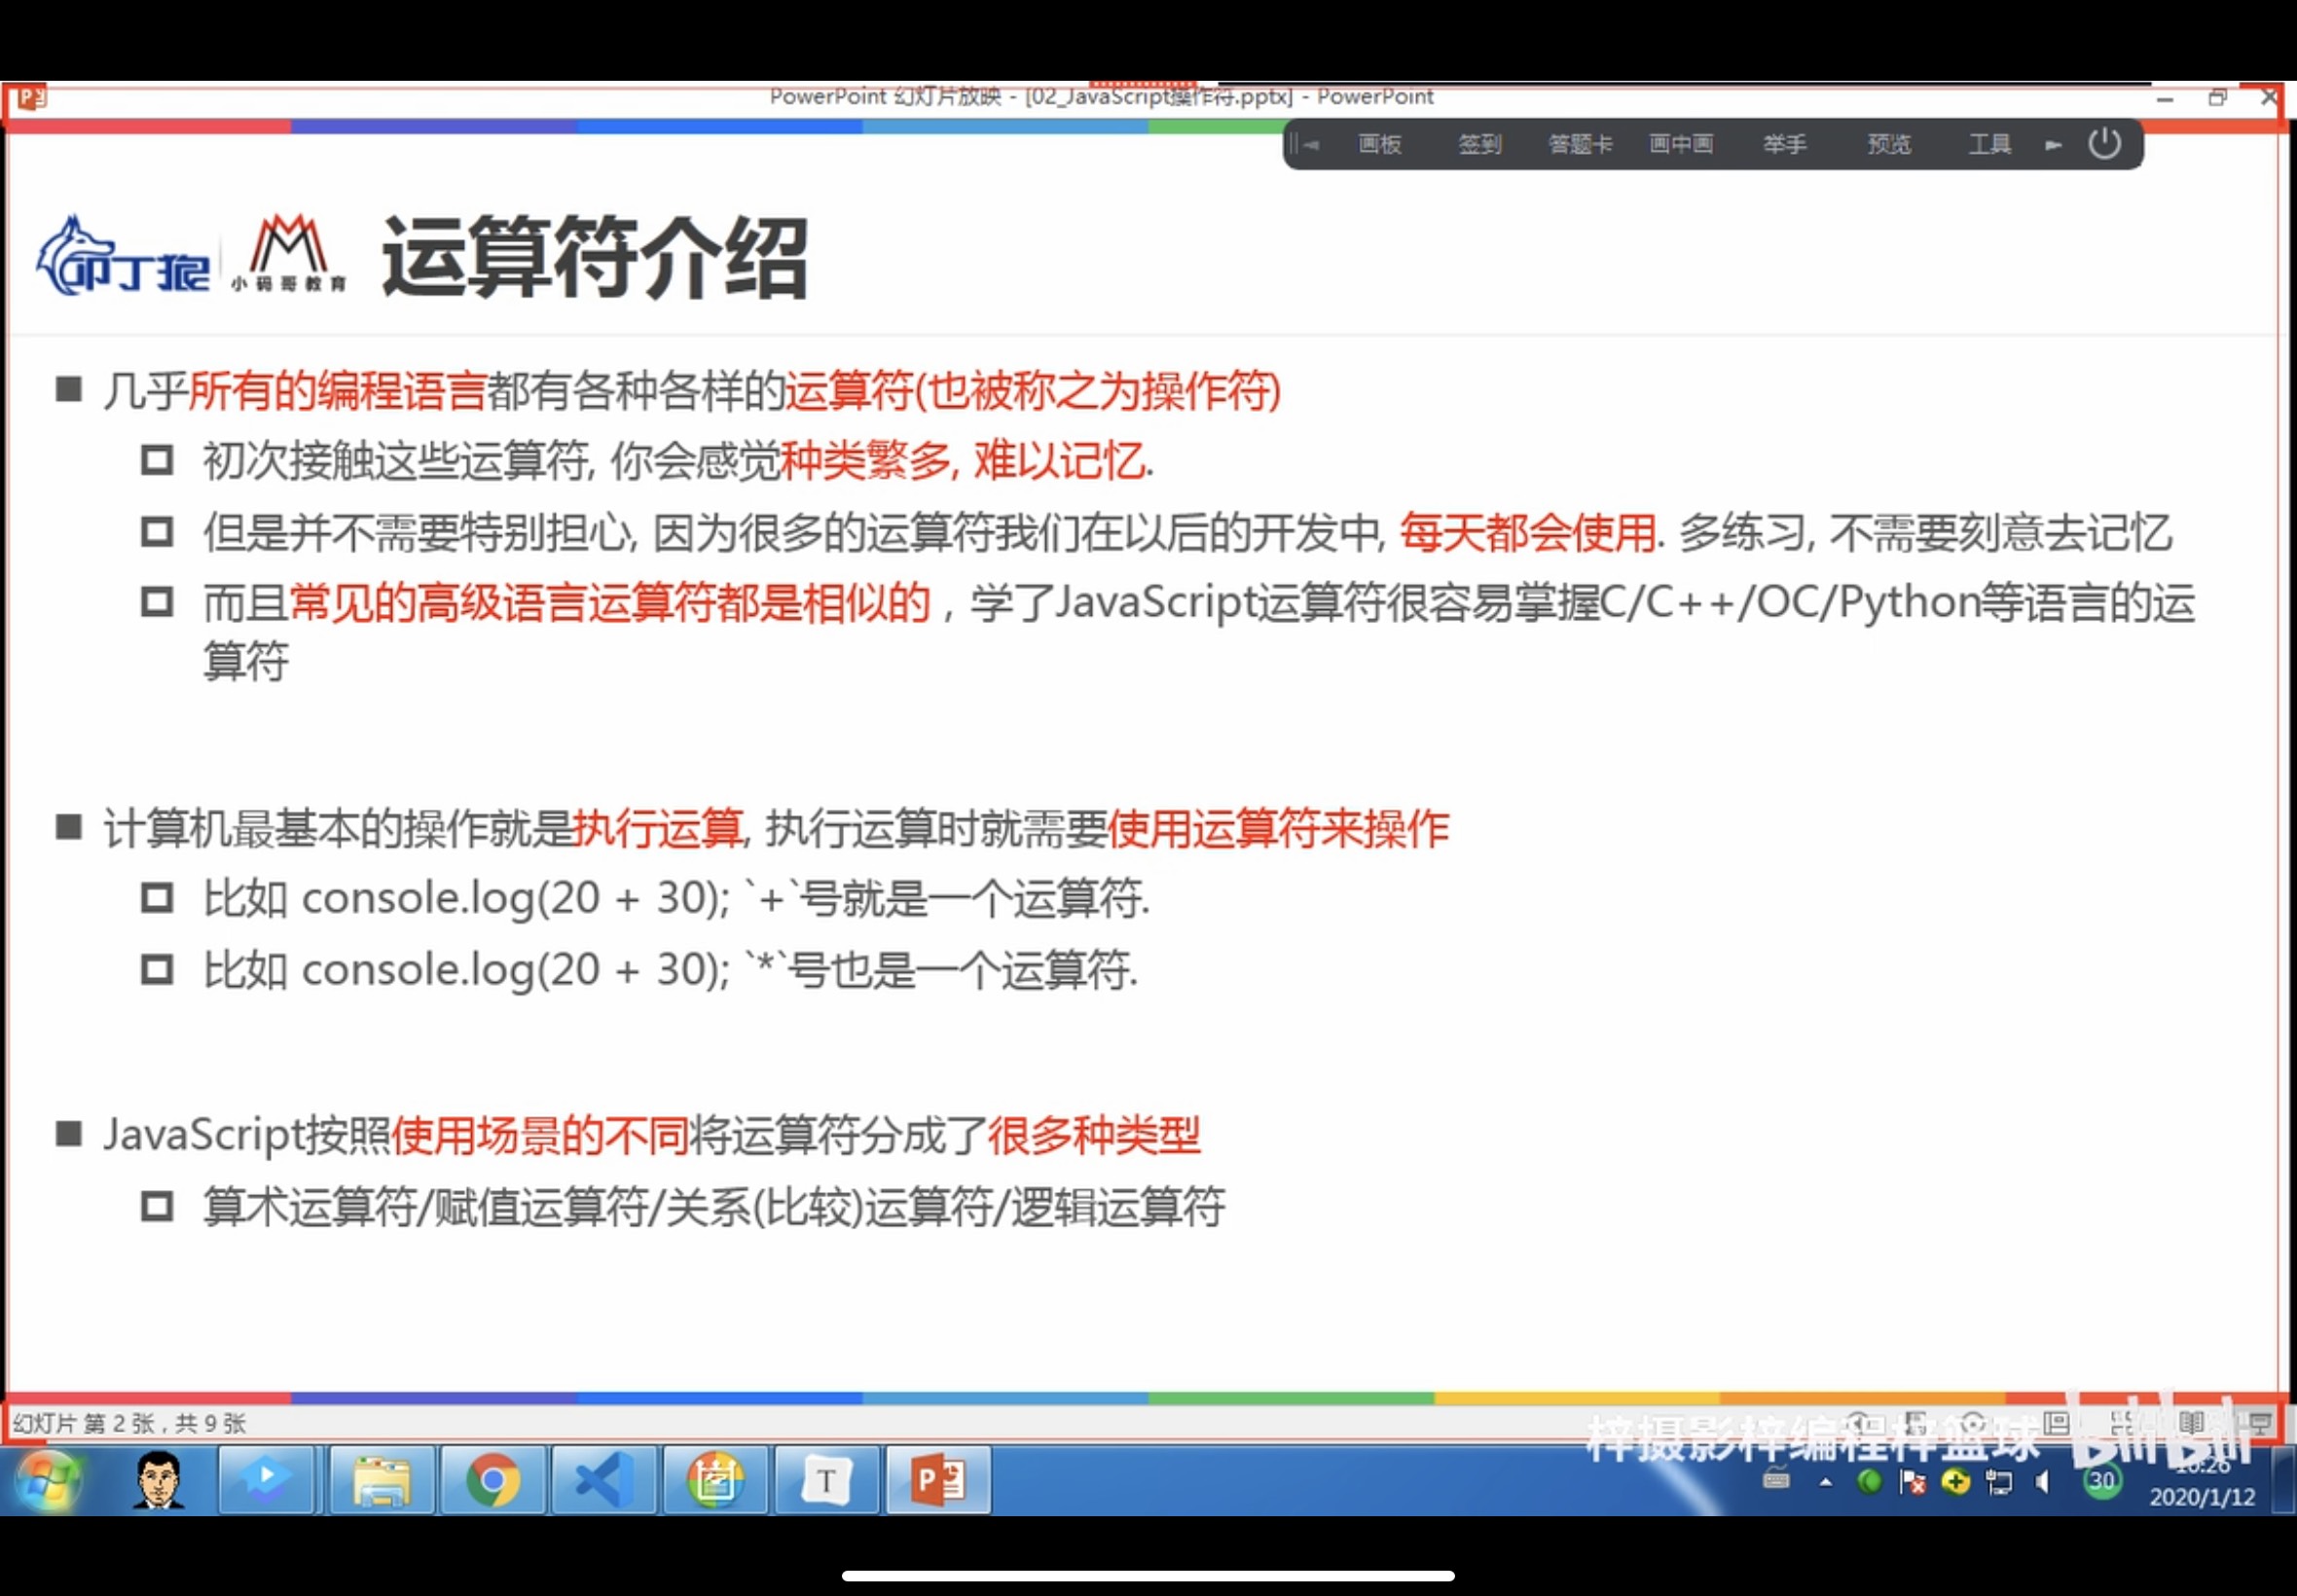 PowerPoint 幻灯片放映 - [02_JavaScript操作符.pptx] - PowerPoint
画板 签到 答题卡 画中画 举手 预览 工具
叩丁狼 小码哥教育 运算符介绍
几乎所有的编程语言都有各种各样的运算符(也被称之为操作符)
初次接触这些运算符, 你会感觉种类繁多, 难以记忆.
但是并不需要特别担心, 因为很多的运算符我们在以后的开发中, 每天都会使用. 多练习, 不需要刻意去记忆
而且常见的高级语言运算符都是相似的，学了JavaScript运算符很容易掌握C/C++/OC/Python等语言的运
算符
计算机最基本的操作就是执行运算, 执行运算时就需要使用运算符来操作
比如 console.log(20 + 30); `+`号就是一个运算符.
比如 console.log(20 + 30); `*`号也是一个运算符.
JavaScript按照使用场景的不同将运算符分成了很多种类型
算术运算符/赋值运算符/关系(比较)运算符/逻辑运算符
幻灯片 第 2 张，共 9 张
梓摄影梓编程梓篮球 bilibili
T
P
30
16:26
2020/1/12